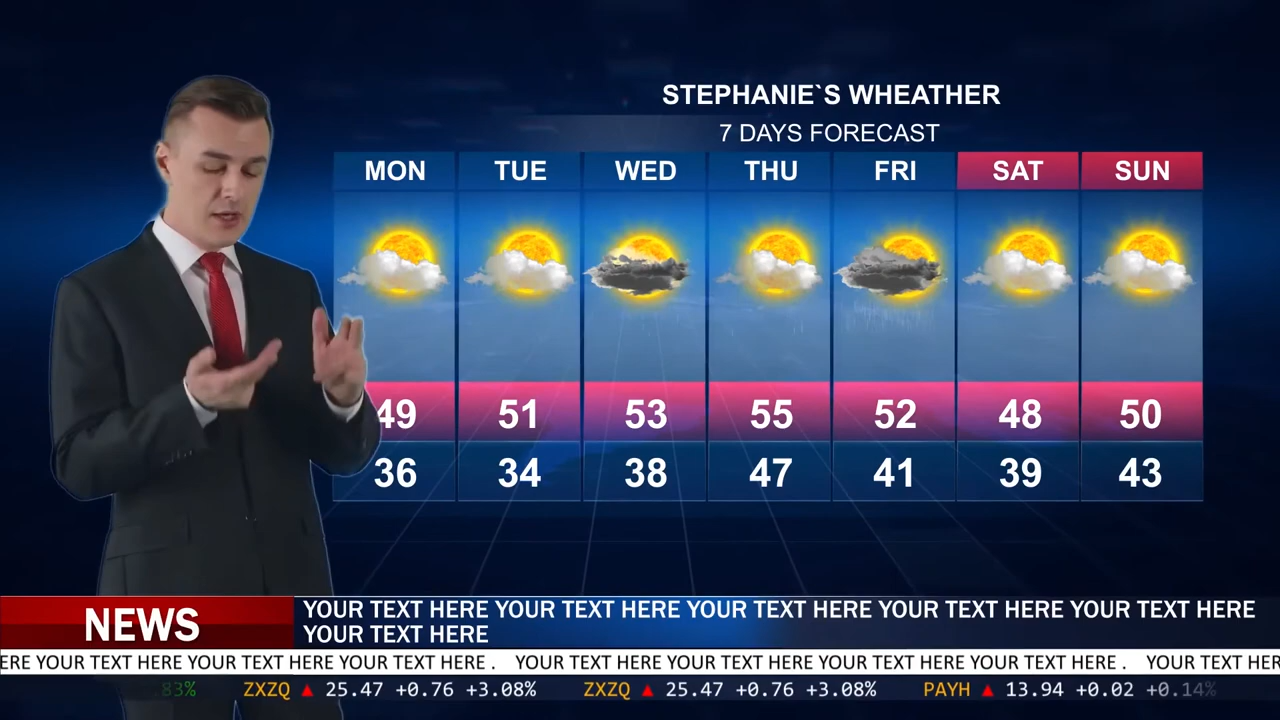 STEPHANIE`S WHEATHER
7 DAYS FORECAST
MON TUE WED THU FRI SAT SUN
49 51 53 55 52 48 50
36 34 38 47 41 39 43
NEWS
YOUR TEXT HERE YOUR TEXT HERE YOUR TEXT HERE YOUR TEXT HERE YOUR TEXT HERE
YOUR TEXT HERE
ERE YOUR TEXT HERE YOUR TEXT HERE YOUR TEXT HERE . YOUR TEXT HERE YOUR TEXT HERE YOUR TEXT HERE YOUR TEXT HERE . YOUR TEXT HER
83% ZXZQ ▲ 25.47 +0.76 +3.08% ZXZQ ▲ 25.47 +0.76 +3.08% PAYH ▲ 13.94 +0.02 +0.14%